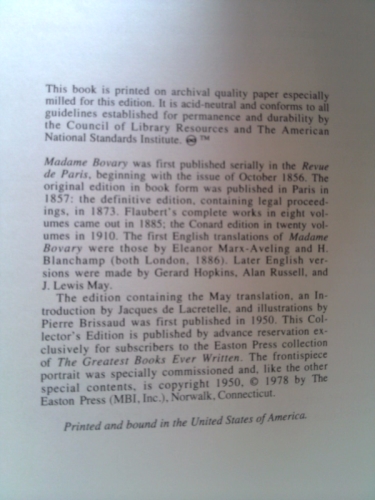 This book is printed on archival quality paper especially
milled for this edition. It is acid-neutral and conforms to all
guidelines established for permanence and durability by
the Council of Library Resources and The American
National Standards Institute. ∞ ™
Madame Bovary was first published serially in the Revue
de Paris, beginning with the issue of October 1856. The
original edition in book form was published in Paris in
1857: the definitive edition, containing legal proceed-
ings, in 1873. Flaubert's complete works in eight vol-
umes came out in 1885; the Conard edition in twenty vol-
umes in 1910. The first English translations of Madame
Bovary were those by Eleanor Marx-Aveling and H.
Blanchamp (both London, 1886). Later English ver-
sions were made by Gerard Hopkins, Alan Russell, and
J. Lewis May.
The edition containing the May translation, an In-
troduction by Jacques de Lacretelle, and illustrations by
Pierre Brissaud was first published in 1950. This Col-
lector's Edition is published by advance reservation ex-
clusively for subscribers to the Easton Press collection
of The Greatest Books Ever Written. The frontispiece
portrait was specially commissioned and, like the other
special contents, is copyright 1950, © 1978 by The
Easton Press (MBI, Inc.), Norwalk, Connecticut.
Printed and bound in the United States of America.